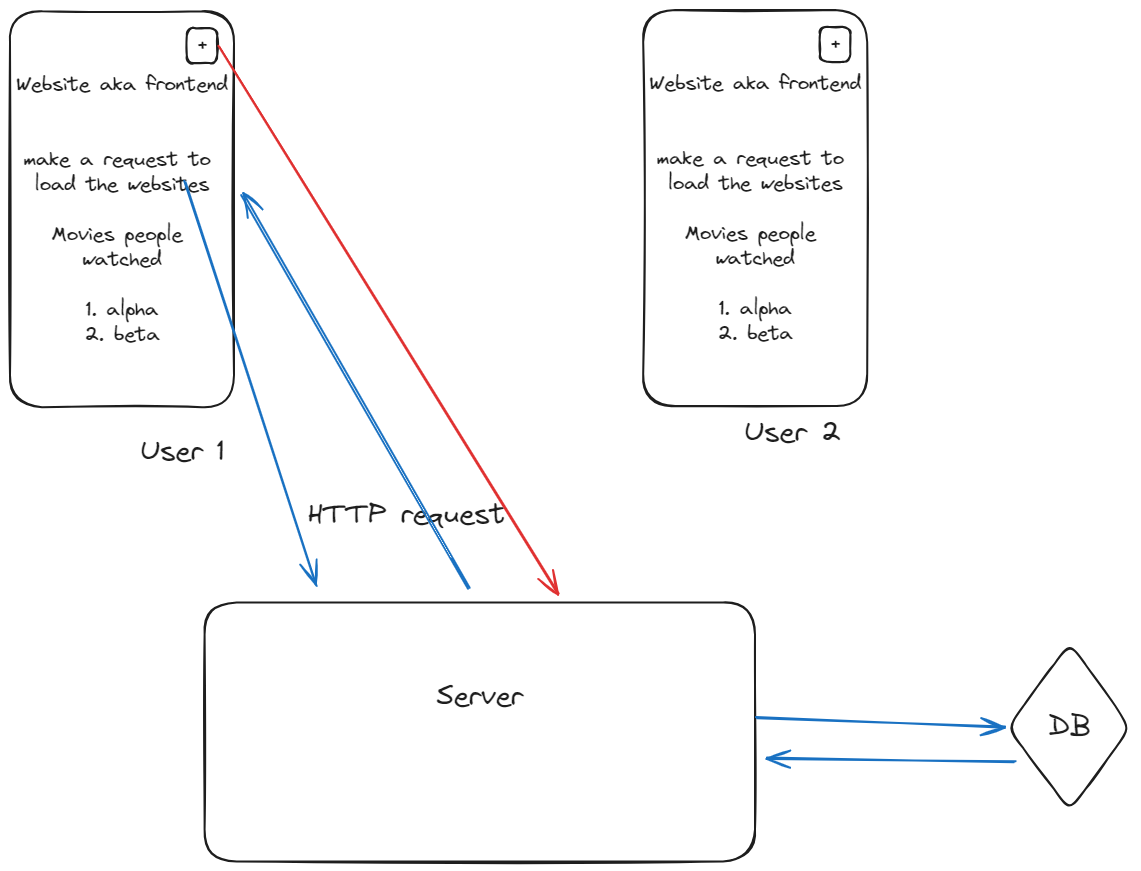 +
Website aka frontend
make a request to
load the websites
Movies people
watched
1. alpha
2. beta
User 1
+
Website aka frontend
make a request to
load the websites
Movies people
watched
1. alpha
2. beta
User 2
HTTP request
Server
DB